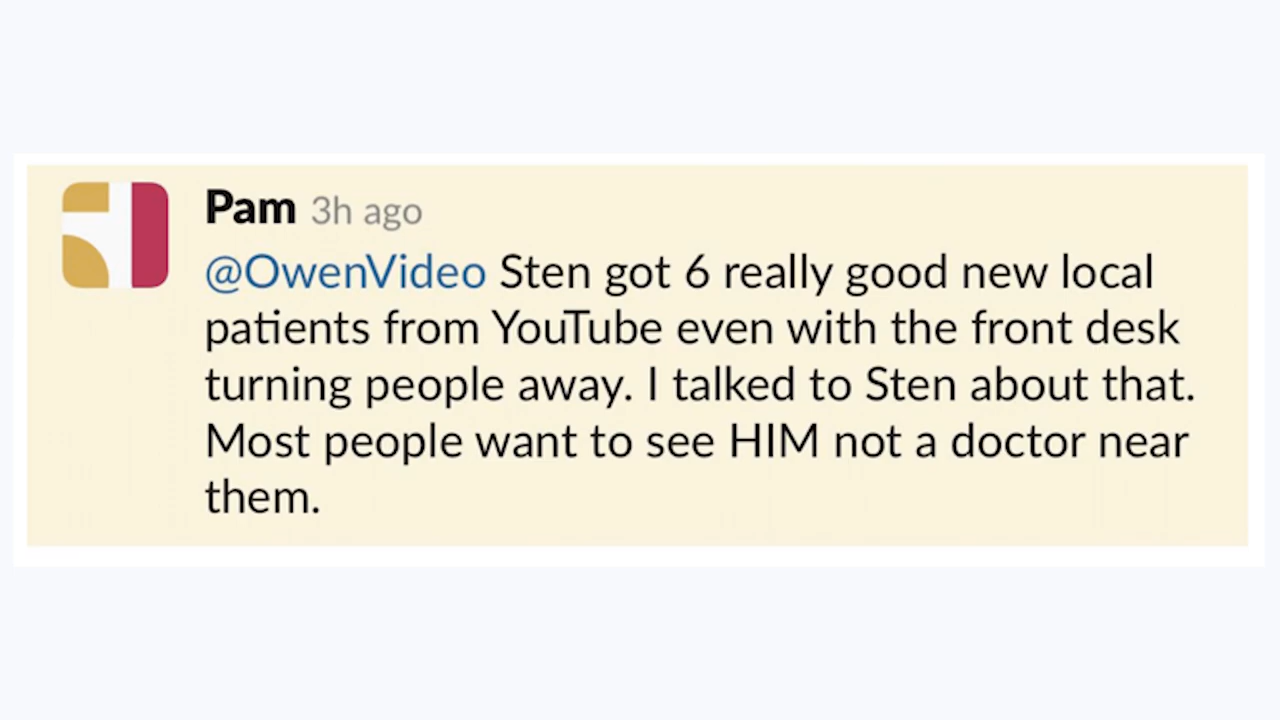 Pam 3h ago
@OwenVideo Sten got 6 really good new local
patients from YouTube even with the front desk
turning people away. I talked to Sten about that.
Most people want to see HIM not a doctor near
them.